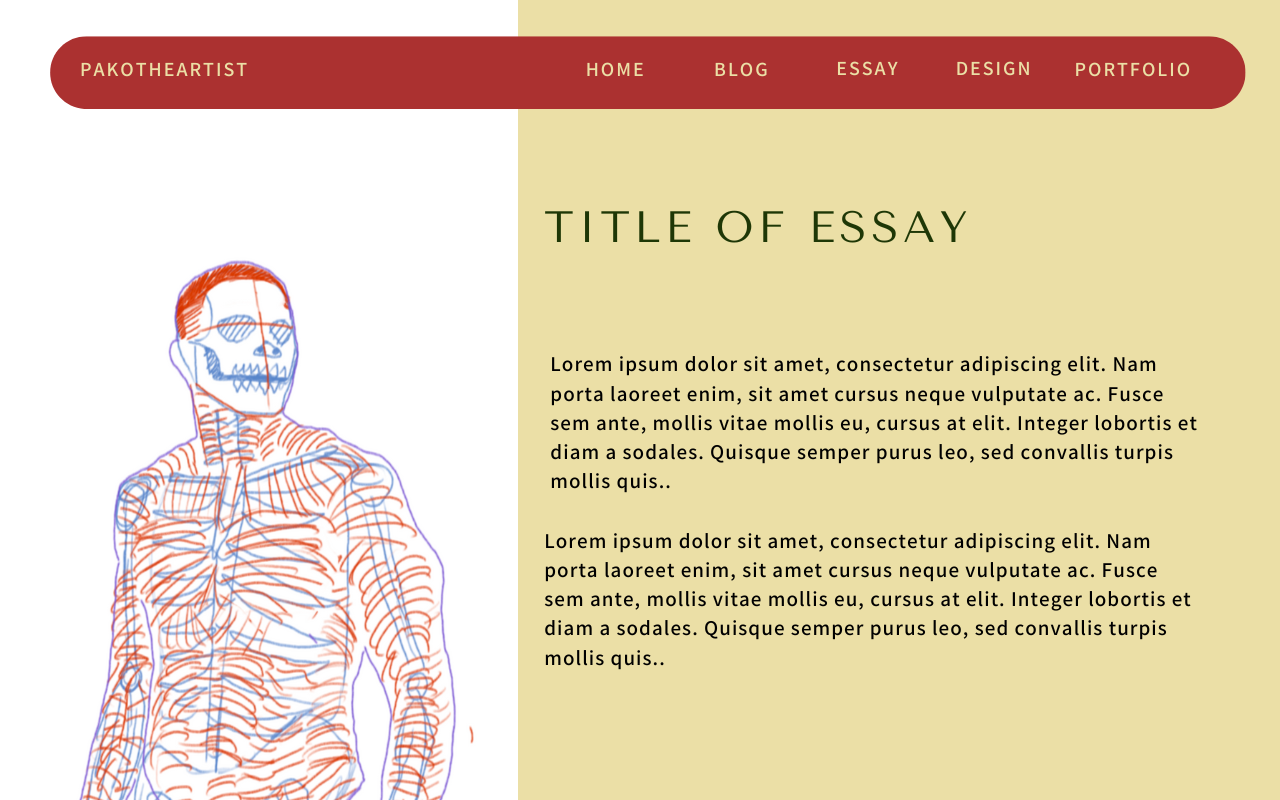 PAKOTHEARTIST HOME BLOG ESSAY DESIGN PORTFOLIO
TITLE OF ESSAY
Lorem ipsum dolor sit amet, consectetur adipiscing elit. Nam
porta laoreet enim, sit amet cursus neque vulputate ac. Fusce
sem ante, mollis vitae mollis eu, cursus at elit. Integer lobortis et
diam a sodales. Quisque semper purus leo, sed convallis turpis
mollis quis..
Lorem ipsum dolor sit amet, consectetur adipiscing elit. Nam
porta laoreet enim, sit amet cursus neque vulputate ac. Fusce
sem ante, mollis vitae mollis eu, cursus at elit. Integer lobortis et
diam a sodales. Quisque semper purus leo, sed convallis turpis
mollis quis..